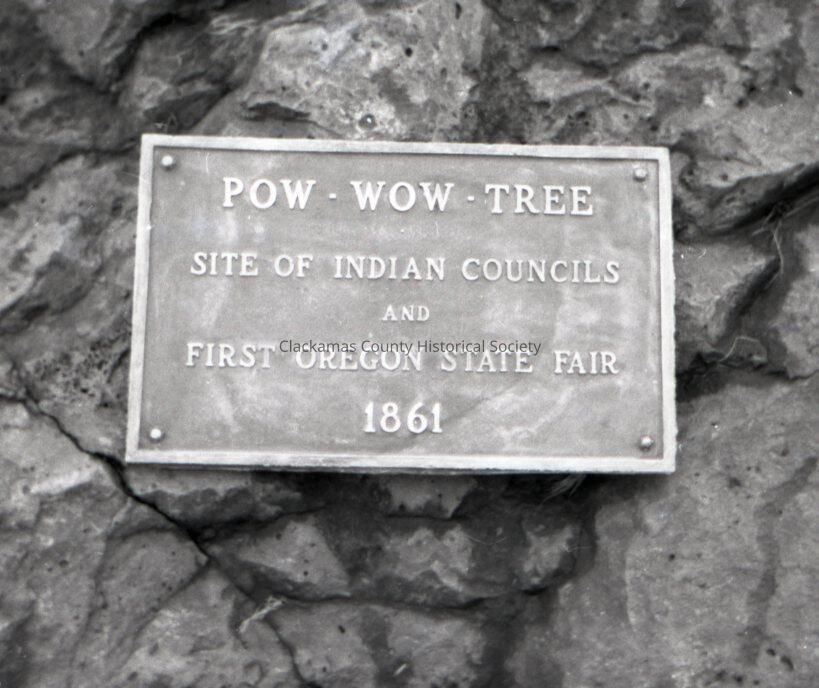 POW · WOW · TREE
SITE OF INDIAN COUNCILS
AND
Clackamas County Historical Society
FIRST OREGON STATE FAIR
1861